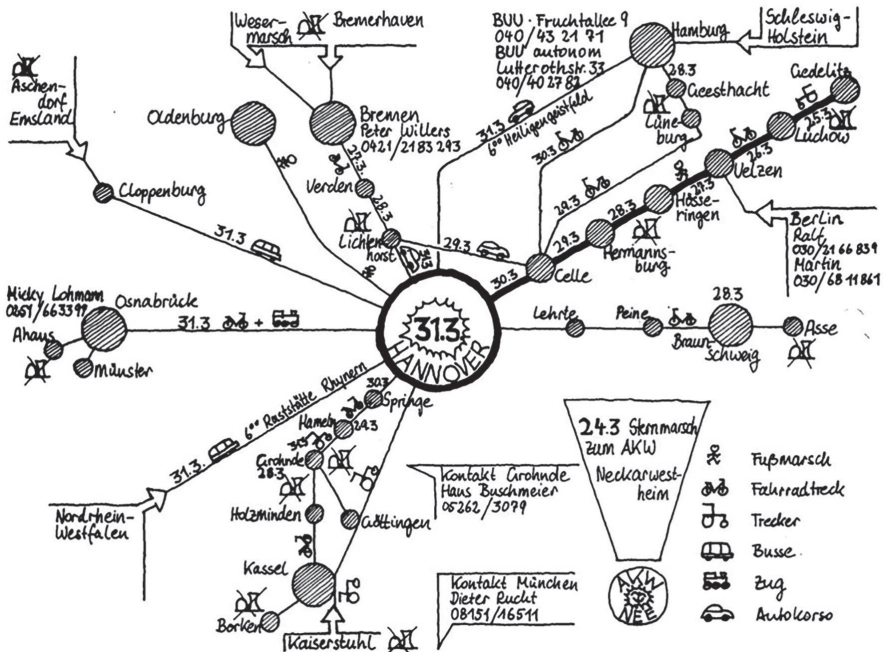 Weser-
marsch
Bremerhaven
BUU · Fruchtallee 9
040/43 21 71
BUU autonom
Lutterothstr. 33
040/40 27 82
Hamburg
Schleswig-
Holstein
Aschen-
dorf
Emsland
Oldenburg
Bremen
Peter Willers
0421/2183 293
28.3
Geesthacht
Lüne-
burg
Gedelitz
25.3
Lüchow
26.3
Uelzen
27.3
Hösse-
ringen
28.3
Hermanns-
burg
29.3
Celle
30.3
31.3
6°° Heiligengeistfeld
30.3
29.3
Cloppenburg
31.3
Verden
28.3
Lichten-
horst
31.3
29.3
Berlin
Ralf
030/21 66 839
Martin
030/68 11 861
Micky Lohmann
0251/663399
Osnabrück
Ahaus
Münster
31.3
+
31.3
HANNOVER
Lehrte
Peine
28.3
Braun-
schweig
Asse
31.3.
6°° Raststätte Rhynern
Nordrhein-
Westfalen
30.3
Springe
Hameln
29.3
Grohnde
28.3
Holzminden
Göttingen
Kassel
Borken
Kaiserstuhl
Kontakt Grohnde
Haus Buschmeier
05262/3079
Kontakt München
Dieter Rucht
08151/16511
24.3 Sternmarsch
zum AKW
Neckarwest-
heim
AKW
NEE
Fußmarsch
Fahrradtreck
Trecker
Busse
Zug
Autokorso